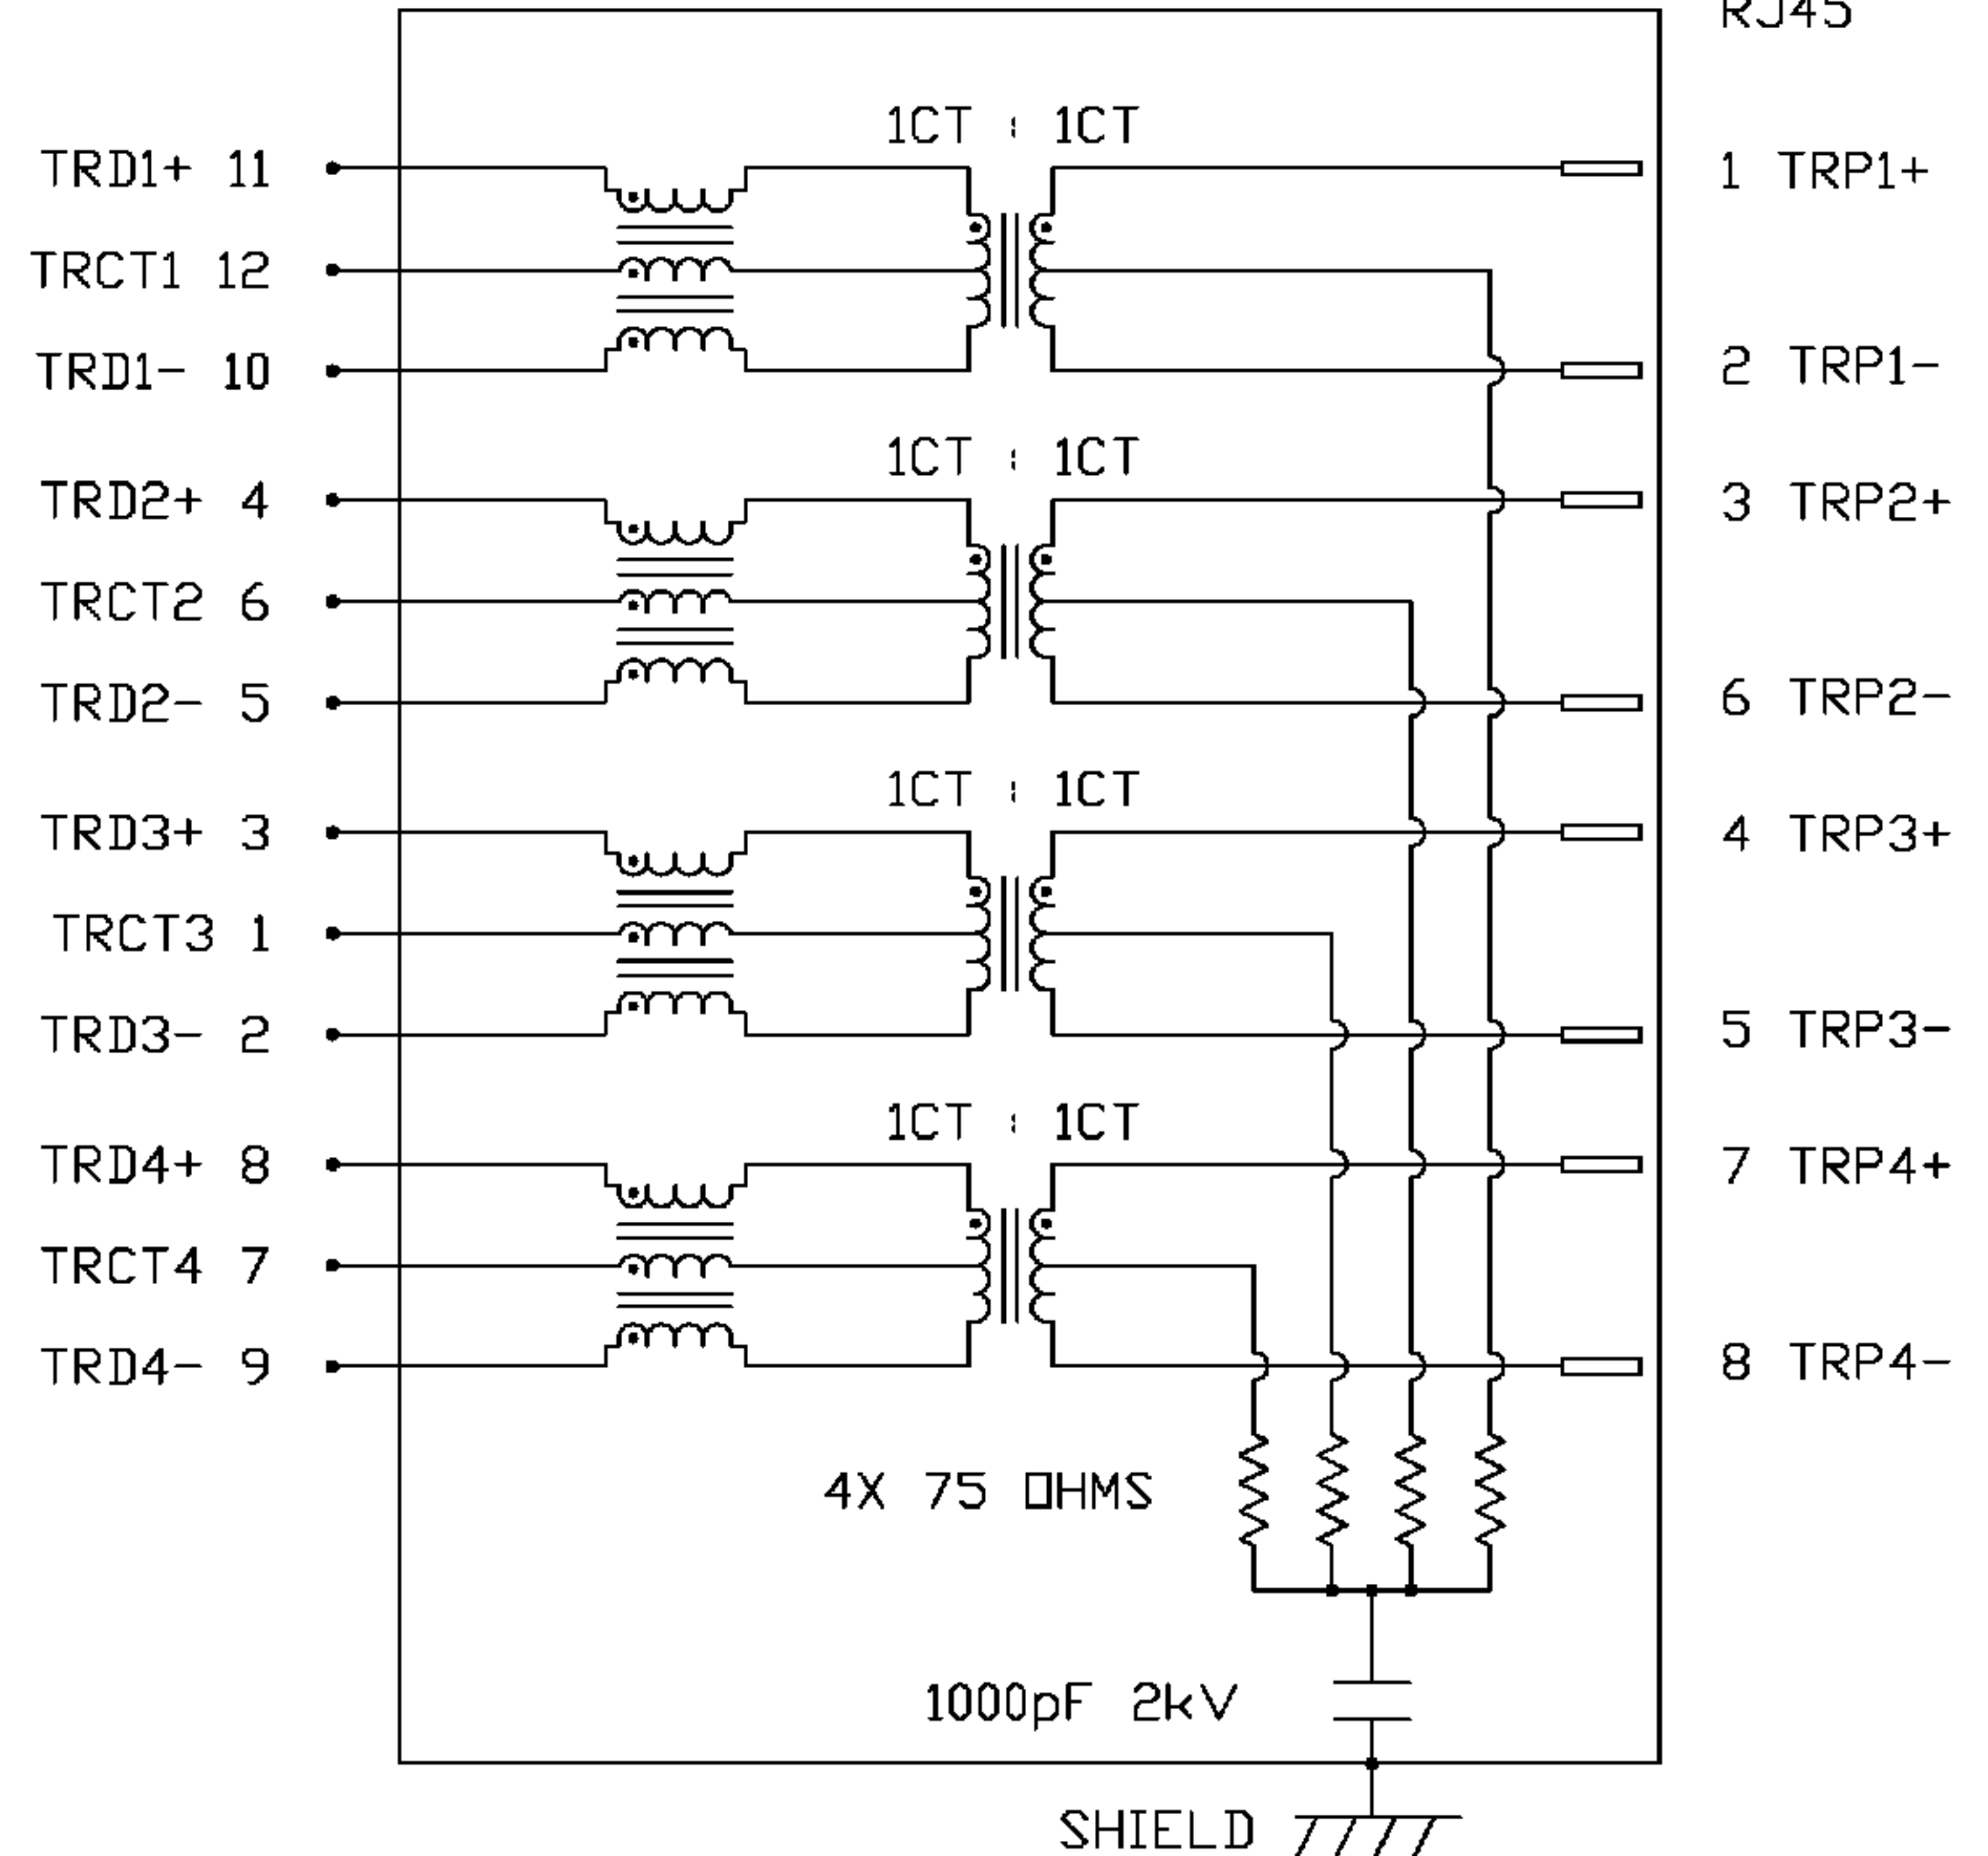 RJ45
1CT : 1CT
TRD1+ 11
1 TRP1+
TRCT1 12
TRD1- 10
2 TRP1-
1CT : 1CT
TRD2+ 4
3 TRP2+
TRCT2 6
TRD2- 5
6 TRP2-
1CT : 1CT
TRD3+ 3
4 TRP3+
TRCT3 1
TRD3- 2
5 TRP3-
1CT : 1CT
TRD4+ 8
7 TRP4+
TRCT4 7
TRD4- 9
8 TRP4-
4X 75 OHMS
1000pF 2kV
SHIELD